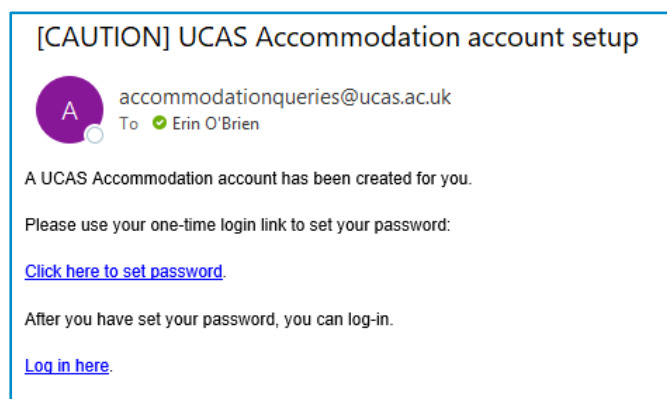 [CAUTION] UCAS Accommodation account setup
A
accommodationqueries@ucas.ac.uk
To Erin O'Brien
A UCAS Accommodation account has been created for you.
Please use your one-time login link to set your password:
Click here to set password.
After you have set your password, you can log-in.
Log in here.